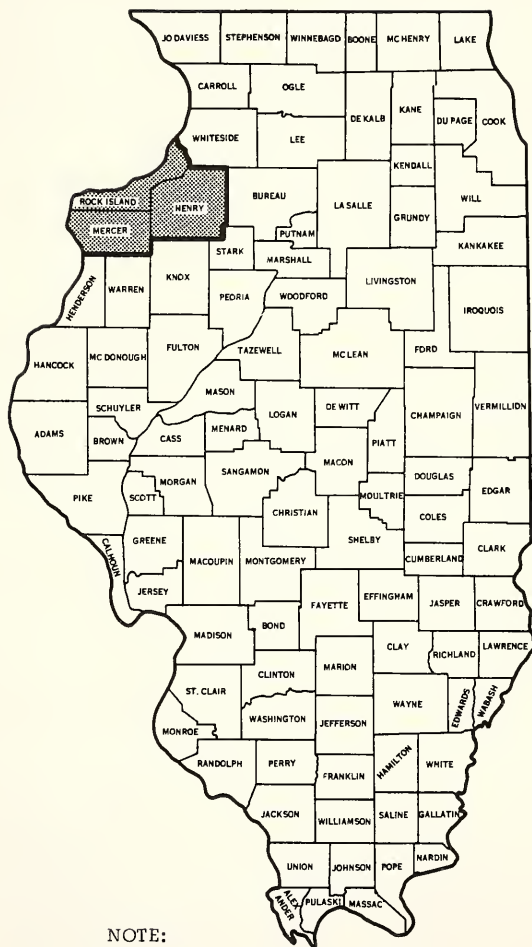 JO DAVIESS STEPHENSON WINNEBAGO BOONE MC HENRY LAKE
CARROLL OGLE DE KALB KANE DU PAGE COOK
WHITESIDE LEE KENDALL
ROCK ISLAND HENRY BUREAU LA SALLE GRUNDY WILL
MERCER PUTNAM KANKAKEE
STARK MARSHALL
HENDERSON WARREN KNOX PEORIA WOODFORD LIVINGSTON IROQUOIS
HANCOCK MC DONOUGH FULTON TAZEWELL MC LEAN FORD
MASON
SCHUYLER LOGAN DE WITT CHAMPAIGN VERMILLION
ADAMS BROWN CASS MENARD PIATT
MACON
PIKE SCOTT MORGAN SANGAMON MOULTRIE DOUGLAS EDGAR
CHRISTIAN COLES
CALHOUN GREENE MACOUPIN MONTGOMERY SHELBY CUMBERLAND CLARK
JERSEY
FAYETTE EFFINGHAM JASPER CRAWFORD
MADISON BOND
CLAY RICHLAND LAWRENCE
CLINTON MARION
ST. CLAIR WAYNE EDWARDS WABASH
MONROE WASHINGTON JEFFERSON
RANDOLPH PERRY HAMILTON WHITE
FRANKLIN
JACKSON WILLIAMSON SALINE GALLATIN
UNION JOHNSON POPE NARDIN
ALEX
ANDER PULASKI MASSAC
NOTE: